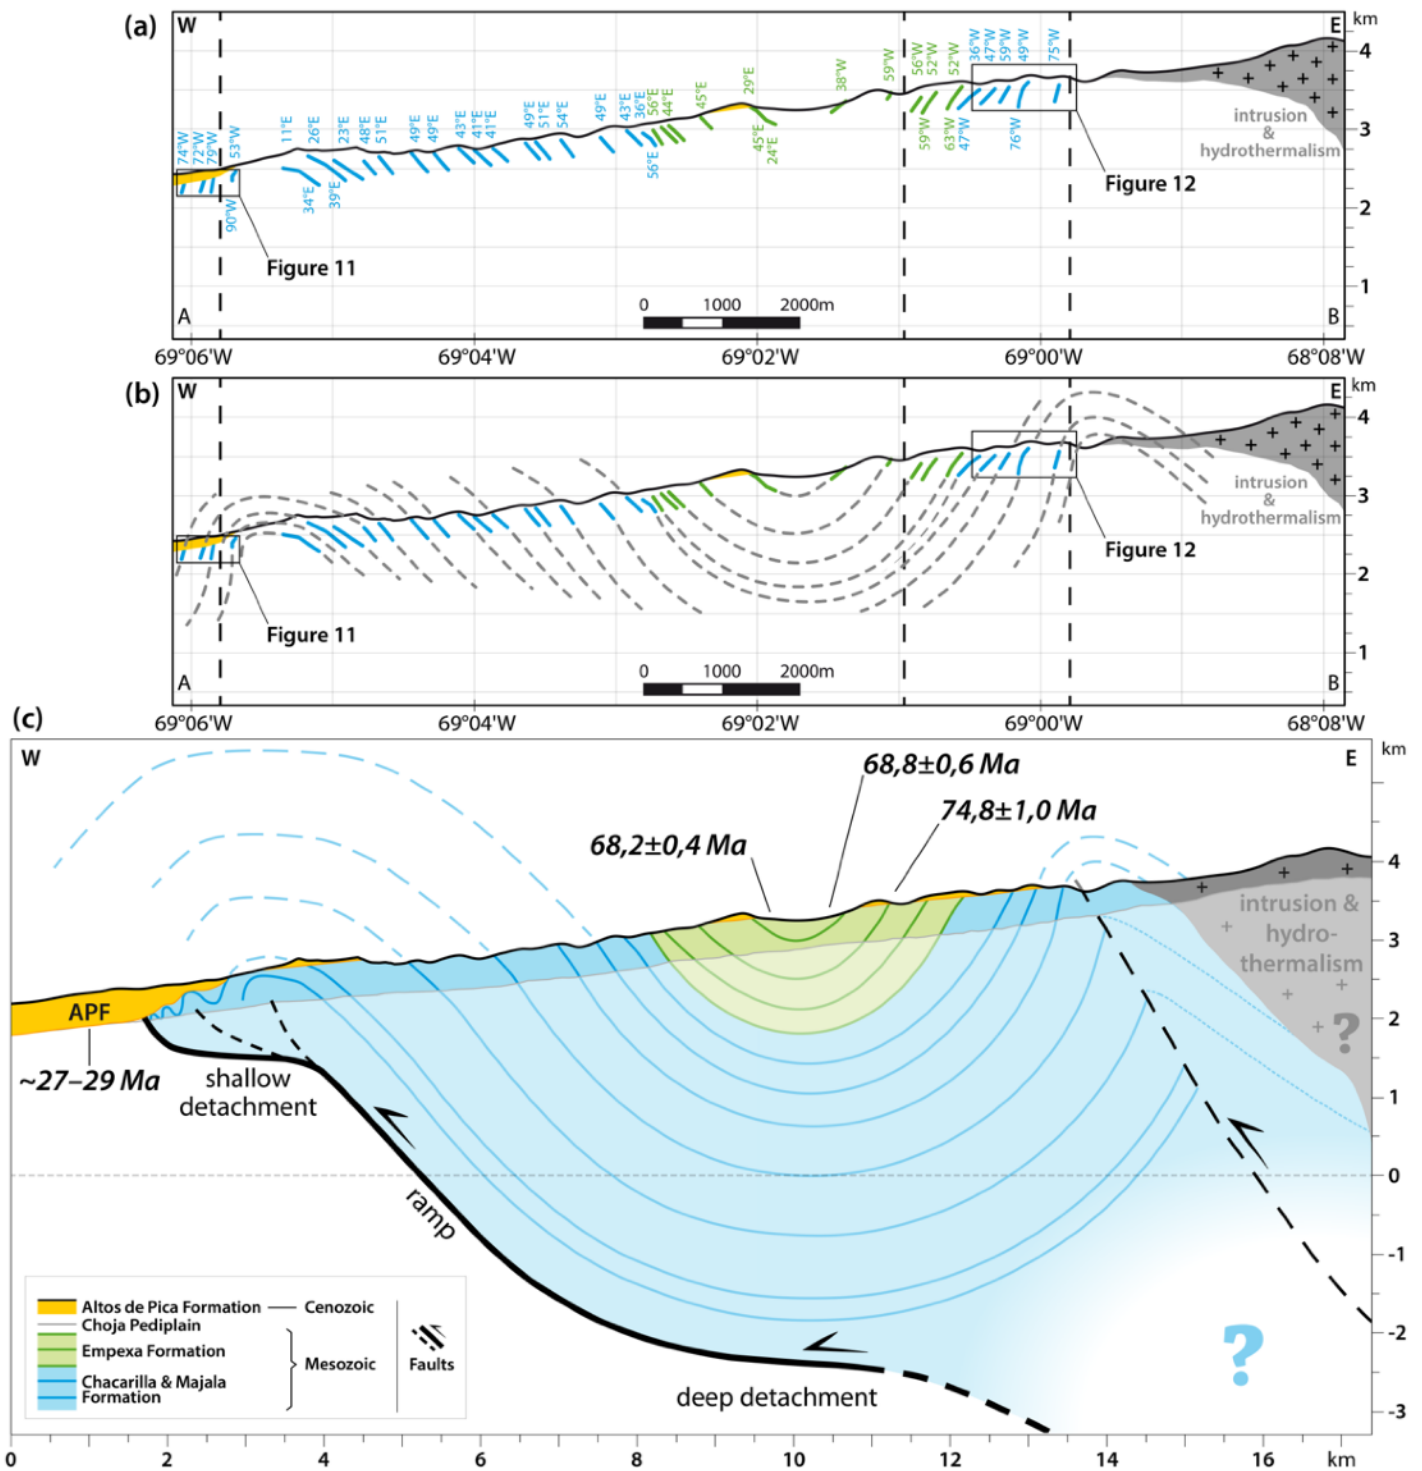 (a)
W
E
km
74°W
72°W
79°W
53°W
90°W
11°E
26°E
34°E
23°E
39°E
48°E
51°E
49°E
49°E
43°E
41°E
41°E
49°E
51°E
54°E
49°E
43°E
36°E
56°E
56°E
44°E
45°E
29°E
45°E
24°E
38°W
59°W
56°W
52°W
59°W
52°W
63°W
47°W
36°W
47°W
59°W
49°W
76°W
75°W
4
3
2
1
intrusion
&
hydrothermalism
Figure 12
Figure 11
0 1000 2000m
A
B
69°06'W 69°04'W 69°02'W 69°00'W 68°08'W
(b)
W
E
km
4
3
2
1
intrusion
&
hydrothermalism
Figure 12
Figure 11
0 1000 2000m
A
B
69°06'W 69°04'W 69°02'W 69°00'W 68°08'W
(c)
W
E
km
68,8±0,6 Ma
74,8±1,0 Ma
68,2±0,4 Ma
4
3
2
1
0
-1
-2
-3
intrusion &
hydro-
thermalism
?
APF
~27–29 Ma
shallow
detachment
ramp
deep detachment
?
Altos de Pica Formation
Cenozoic
Choja Pediplain
Empexa Formation
Mesozoic
Chacarilla & Majala
Formation
Faults
0 2 4 6 8 10 12 14 16 km